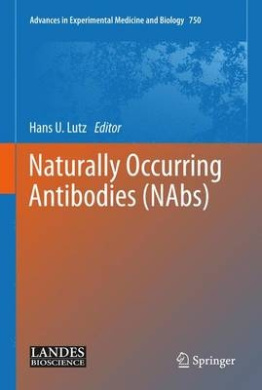 Advances in Experimental Medicine and Biology 750
Hans U. Lutz Editor
Naturally Occurring
Antibodies (NAbs)
LANDES
BIOSCIENCE
Springer